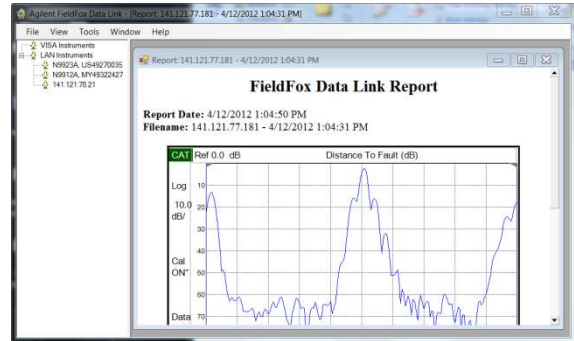 Agilent FieldFox Data Link - [Report: 141.121.77.181 - 4/12/2012 1:04:31 PM]
File View Tools Window Help
VISA Instruments
LAN Instruments
N9923A, US49270035
N9912A, MY49322427
141.121.78.21
Report: 141.121.77.181 - 4/12/2012 1:04:31 PM
FieldFox Data Link Report
Report Date: 4/12/2012 1:04:50 PM
Filename: 141.121.77.181 - 4/12/2012 1:04:31 PM
CAT Ref 0.0 dB Distance To Fault (dB)
Log 10
10.0 20
dB/
30
40
Cal
ON* 50
60
Data 70